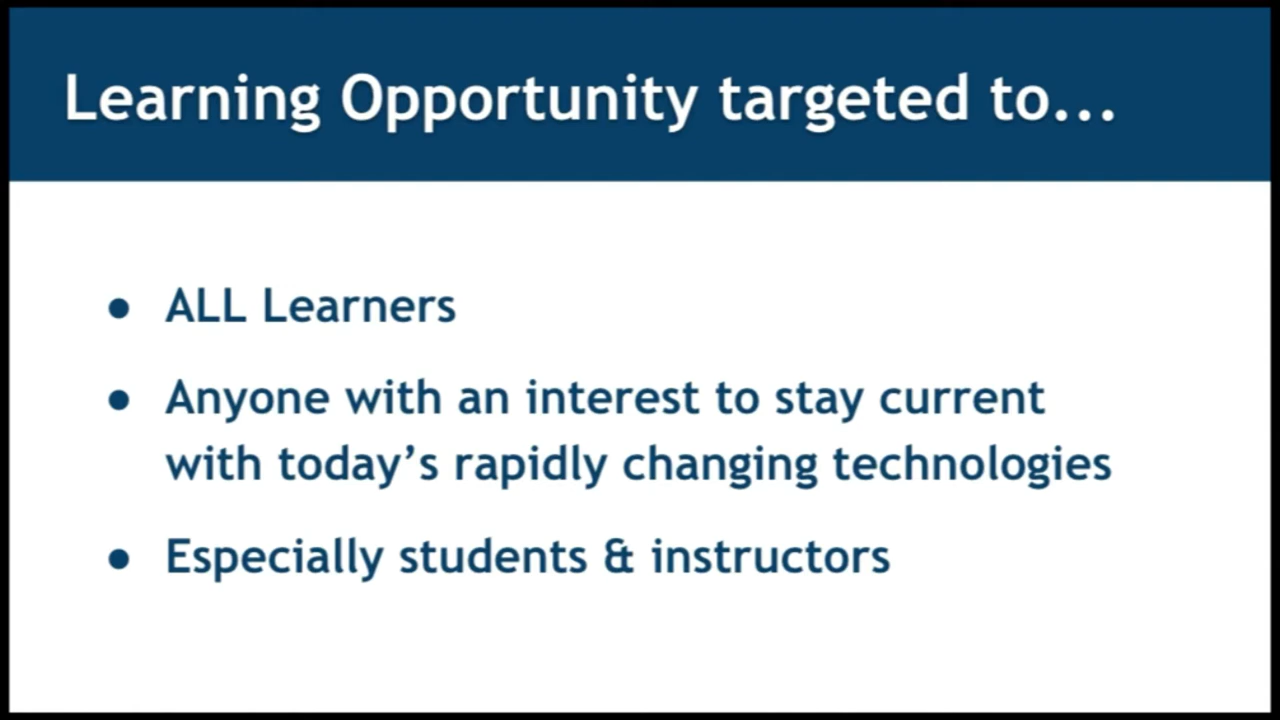 Learning Opportunity targeted to...
● ALL Learners
● Anyone with an interest to stay current
with today’s rapidly changing technologies
● Especially students & instructors